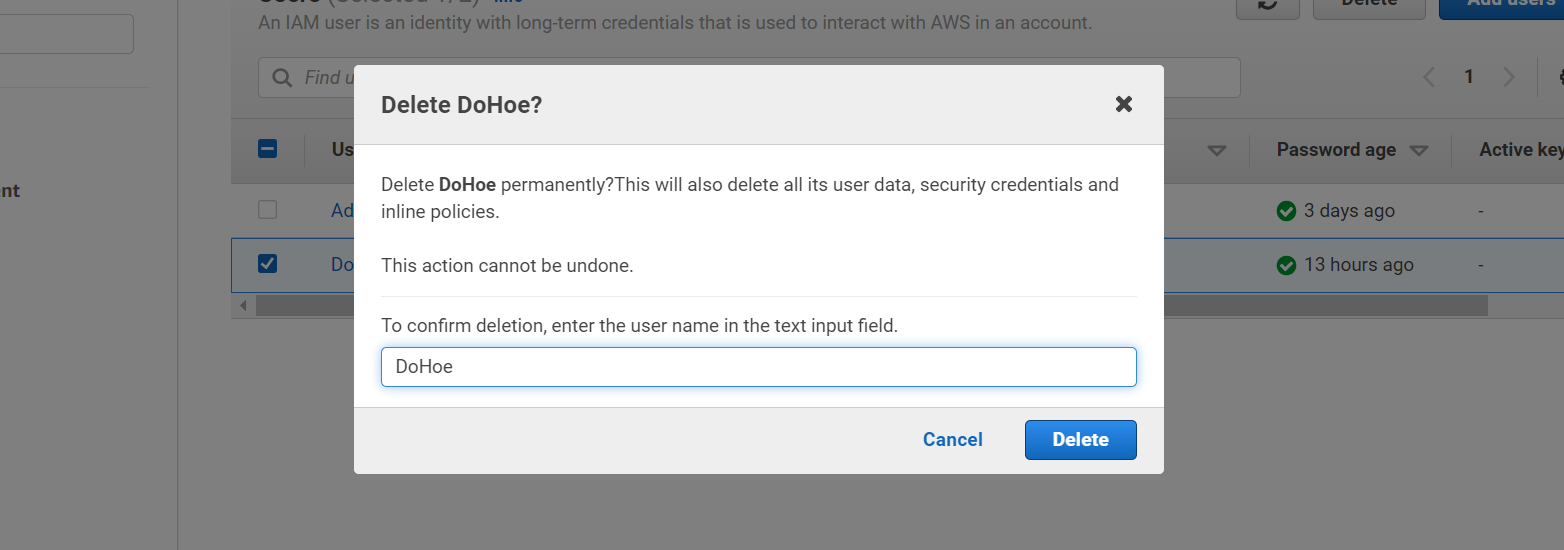 Users (Selected 1/2) Info
Delete
Add users
An IAM user is an identity with long-term credentials that is used to interact with AWS in an account.
Find u
1
Delete DoHoe?
Us
Password age
Active key
Delete DoHoe permanently?This will also delete all its user data, security credentials and
inline policies.
nt
Ad
3 days ago
-
This action cannot be undone.
Do
13 hours ago
-
To confirm deletion, enter the user name in the text input field.
DoHoe
Cancel
Delete